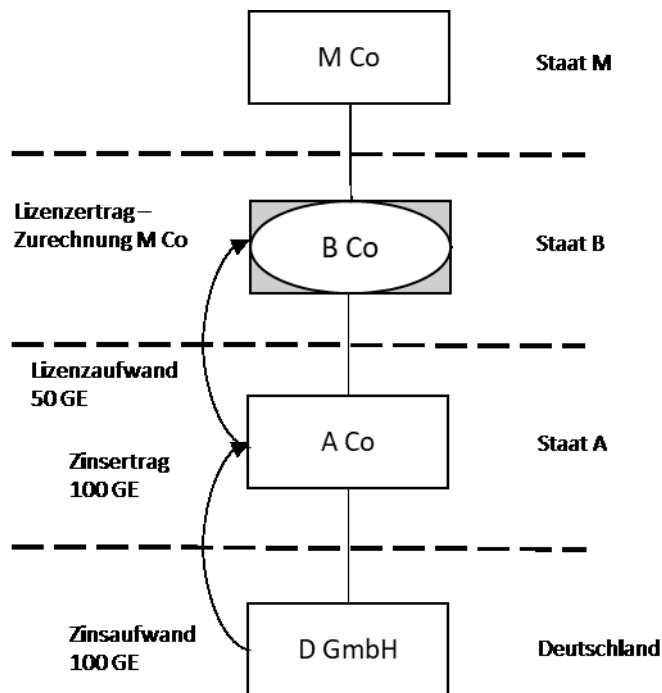 M Co
Staat M
Lizenzertrag –
Zurechnung M Co
B Co
Staat B
Lizenzaufwand
50 GE
A Co
Staat A
Zinsertrag
100 GE
Zinsaufwand
100 GE
D GmbH
Deutschland